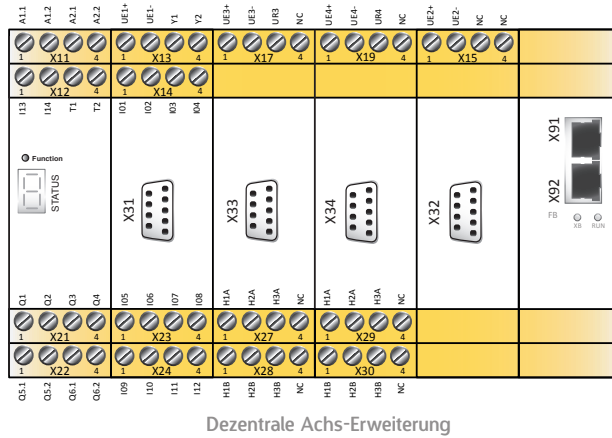 A1.1 A1.2 A2.1 A2.2 UE1+ UE1- Y1 Y2 UE3+ UE3- UR3 NC UE4+ UE4- UR4 NC UE2+ UE2- NC NC
1 X11 4 1 X13 4 1 X17 4 1 X19 4 1 X15 4
1 X12 4 1 X14 4
I13 I14 T1 T2 I01 I02 I03 I04
Function
STATUS
X31
X33
X34
X32
X91
X92
FB
XB RUN
Q1 Q2 Q3 Q4 I05 I06 I07 I08 H1A H2A H3A NC H1A H2A H3A NC
1 X21 4 1 X23 4 1 X27 4 1 X29 4
1 X22 4 1 X24 4 1 X28 4 1 X30 4
Q5.1 Q5.2 Q6.1 Q6.2 I09 I10 I11 I12 H1B H2B H3B NC H1B H2B H3B NC
Dezentrale Achs-Erweiterung